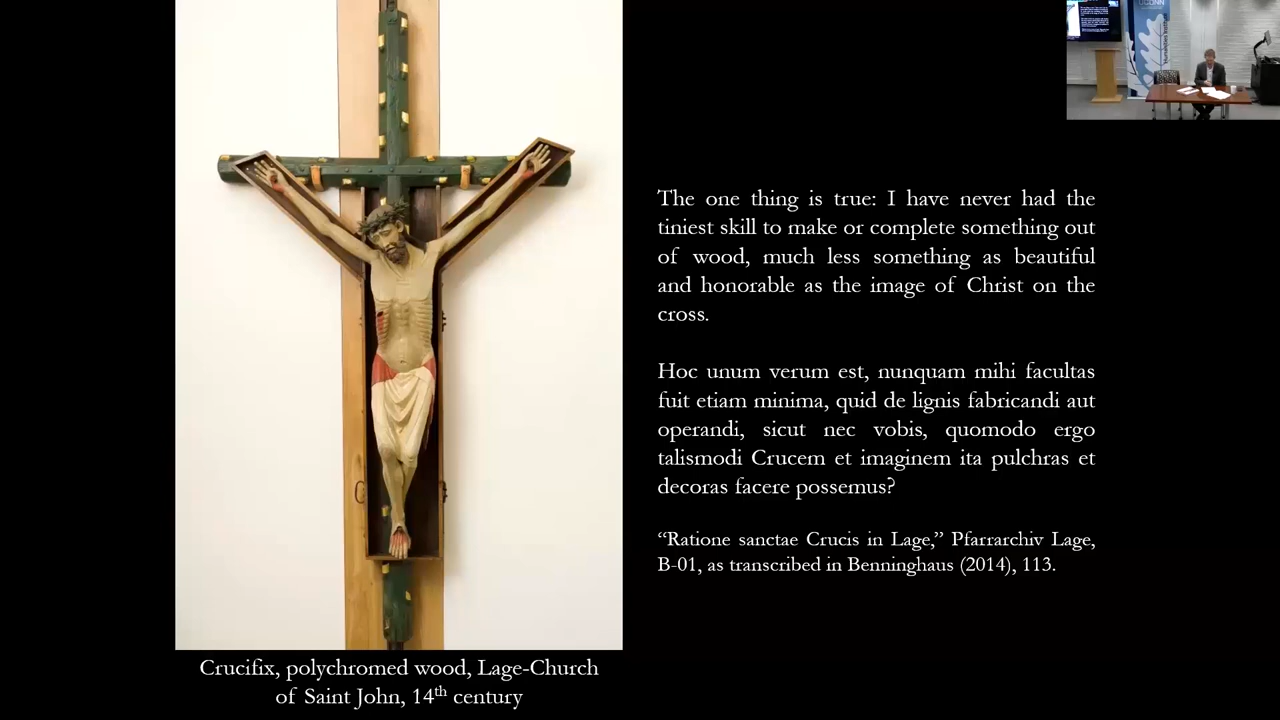 UCONN
The one thing is true: I have never had the
tiniest skill to make or complete something out
of wood, much less something as beautiful
and honorable as the image of Christ on the
cross.
Hoc unum verum est, nunquam mihi facultas
fuit etiam minima, quid de lignis fabricandi aut
operandi, sicut nec vobis, quomodo ergo
talismodi Crucem et imaginem ita pulchras et
decoras facere possemus?
“Ratione sanctae Crucis in Lage,” Pfarrarchiv Lage,
B-01, as transcribed in Benninghaus (2014), 113.
Crucifix, polychromed wood, Lage-Church
of Saint John, 14th century